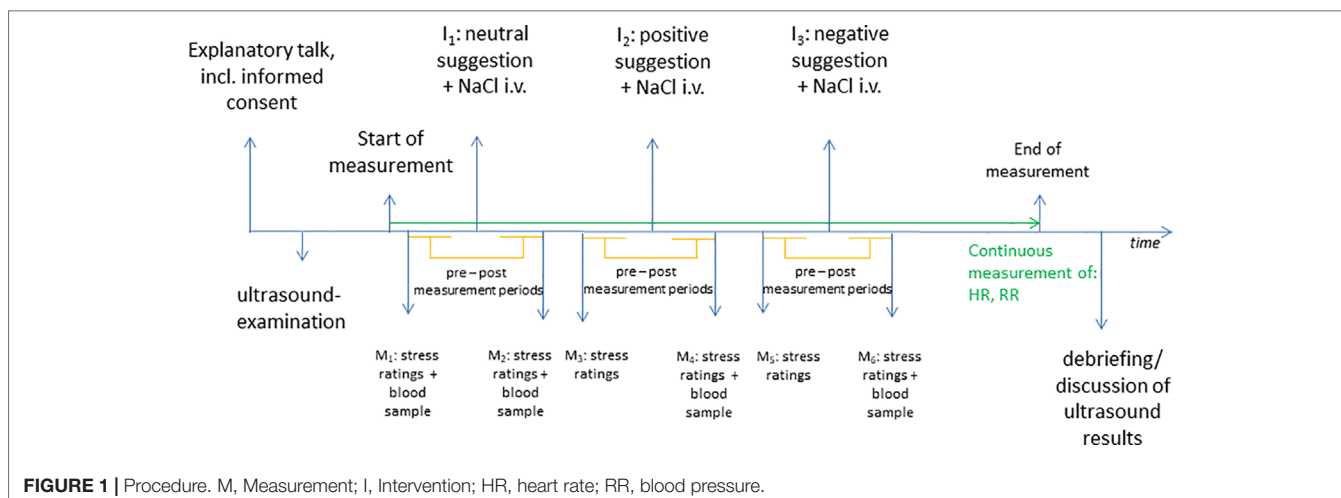 Explanatory talk,
incl. informed
consent
Start of
measurement
I₁: neutral
suggestion
+ NaCl i.v.
I₂: positive
suggestion
+ NaCl i.v.
I₃: negative
suggestion
+ NaCl i.v.
End of
measurement
time
ultrasound-
examination
pre – post
measurement periods
pre – post
measurement periods
pre – post
measurement periods
Continuous
measurement of:
HR, RR
M₁: stress
ratings +
blood
sample
M₂: stress
ratings +
blood
sample
M₃: stress
ratings
M₄: stress
ratings +
blood
sample
M₅: stress
ratings
M₆: stress
ratings +
blood
sample
debriefing/
discussion of
ultrasound
results
FIGURE 1 | Procedure. M, Measurement; I, Intervention; HR, heart rate; RR, blood pressure.